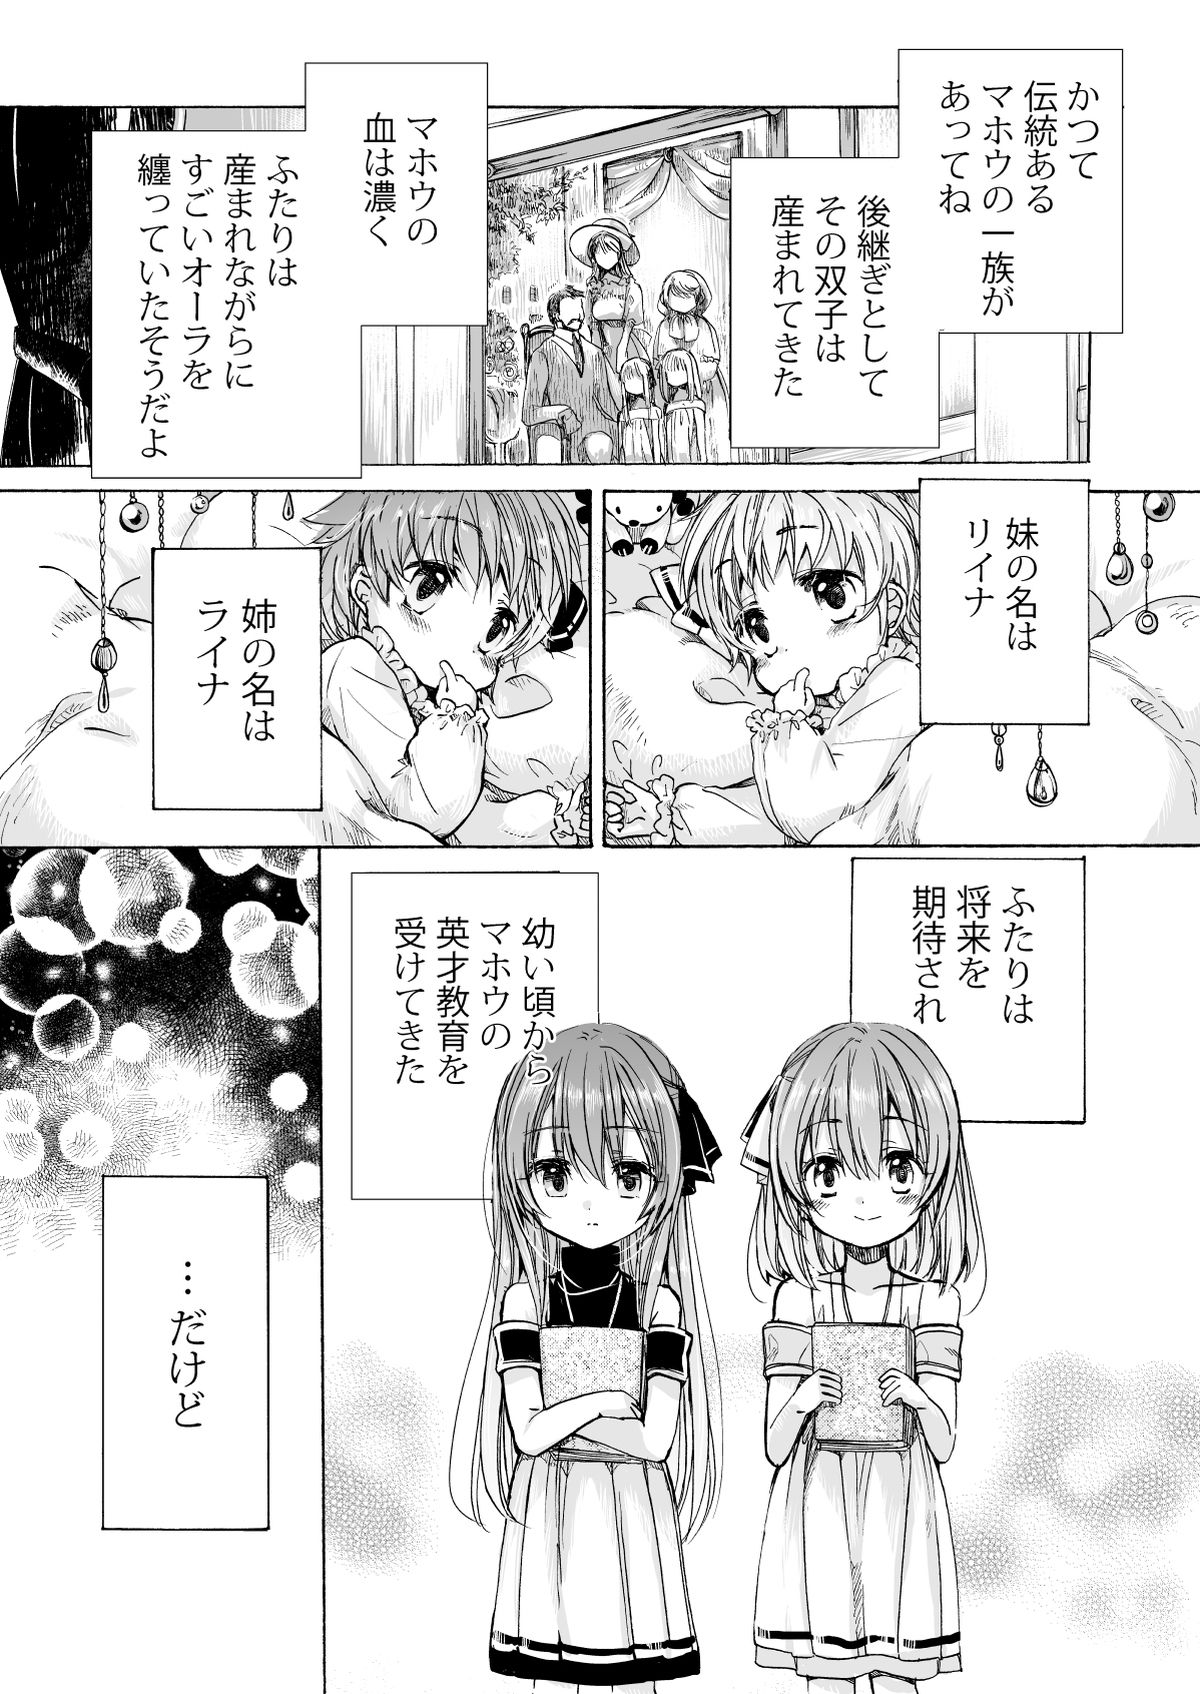 かつて
伝統ある
マホウの一族が
あってね
後継ぎとして
その双子は
産まれてきた
マホウの
血は濃く
ふたりは
産まれながらに
すごいオーラを
纏っていたそうだよ
妹の名は
リイナ
姉の名は
ライナ
ふたりは
将来を
期待され
幼い頃から
マホウの
英才教育を
受けてきた
…だけど